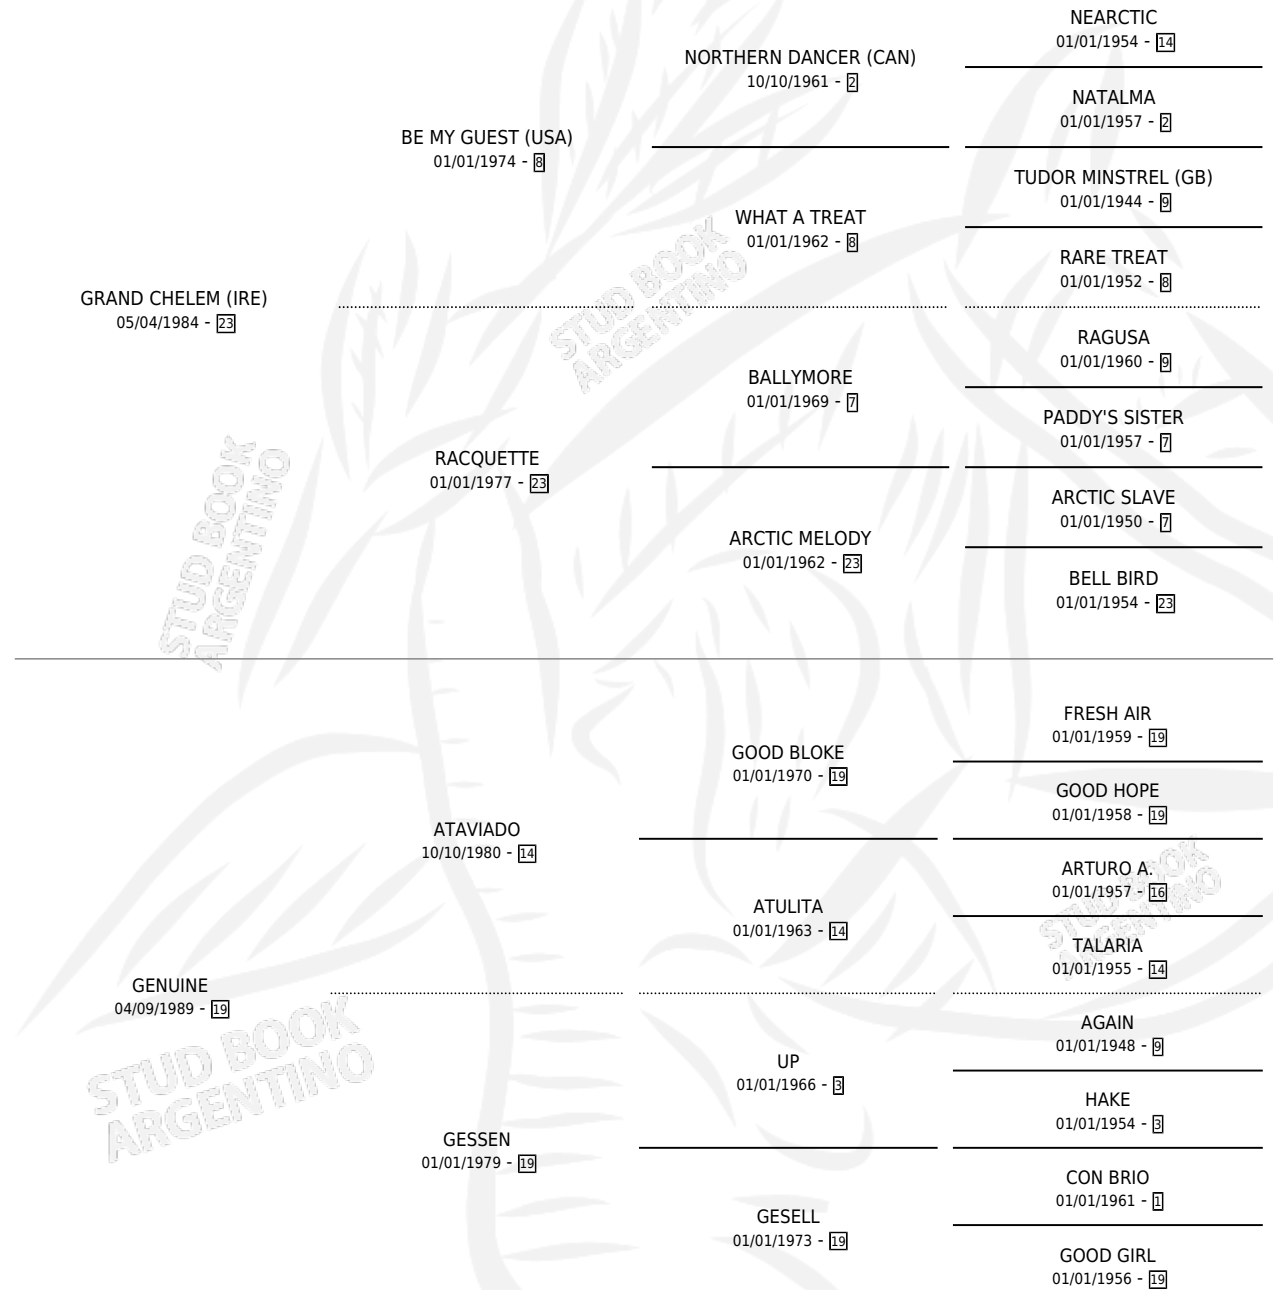 NEARCTIC
01/01/1954 - 14
NORTHERN DANCER (CAN)
10/10/1961 - 2
NATALMA
01/01/1957 - 2
BE MY GUEST (USA)
01/01/1974 - 8
TUDOR MINSTREL (GB)
01/01/1944 - 9
WHAT A TREAT
01/01/1962 - 8
RARE TREAT
01/01/1952 - 8
GRAND CHELEM (IRE)
05/04/1984 - 23
STUD BOOK
ARGENTINO
RAGUSA
01/01/1960 - 9
BALLYMORE
01/01/1969 - 7
PADDY'S SISTER
01/01/1957 - 7
RACQUETTE
01/01/1977 - 23
ARCTIC SLAVE
01/01/1950 - 7
ARCTIC MELODY
01/01/1962 - 23
BELL BIRD
01/01/1954 - 23
STUD BOOK
ARGENTINO
FRESH AIR
01/01/1959 - 19
GOOD BLOKE
01/01/1970 - 19
GOOD HOPE
01/01/1958 - 19
ATAVIADO
10/10/1980 - 14
ARTURO A.
01/01/1957 - 16
ATULITA
01/01/1963 - 14
TALARIA
01/01/1955 - 14
STUD BOOK
ARGENTINO
GENUINE
04/09/1989 - 19
STUD BOOK
ARGENTINO
AGAIN
01/01/1948 - 9
UP
01/01/1966 - 3
HAKE
01/01/1954 - 3
GESSEN
01/01/1979 - 19
CON BRIO
01/01/1961 - 1
GESELL
01/01/1973 - 19
GOOD GIRL
01/01/1956 - 19